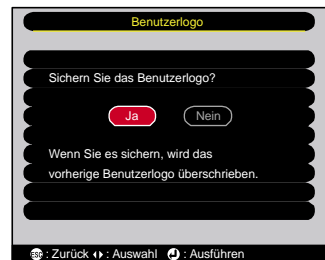 Benutzerlogo
Sichern Sie das Benutzerlogo?
Ja Nein
Wenn Sie es sichern, wird das
vorherige Benutzerlogo überschrieben.
ESC : Zurück : Auswahl : Ausführen